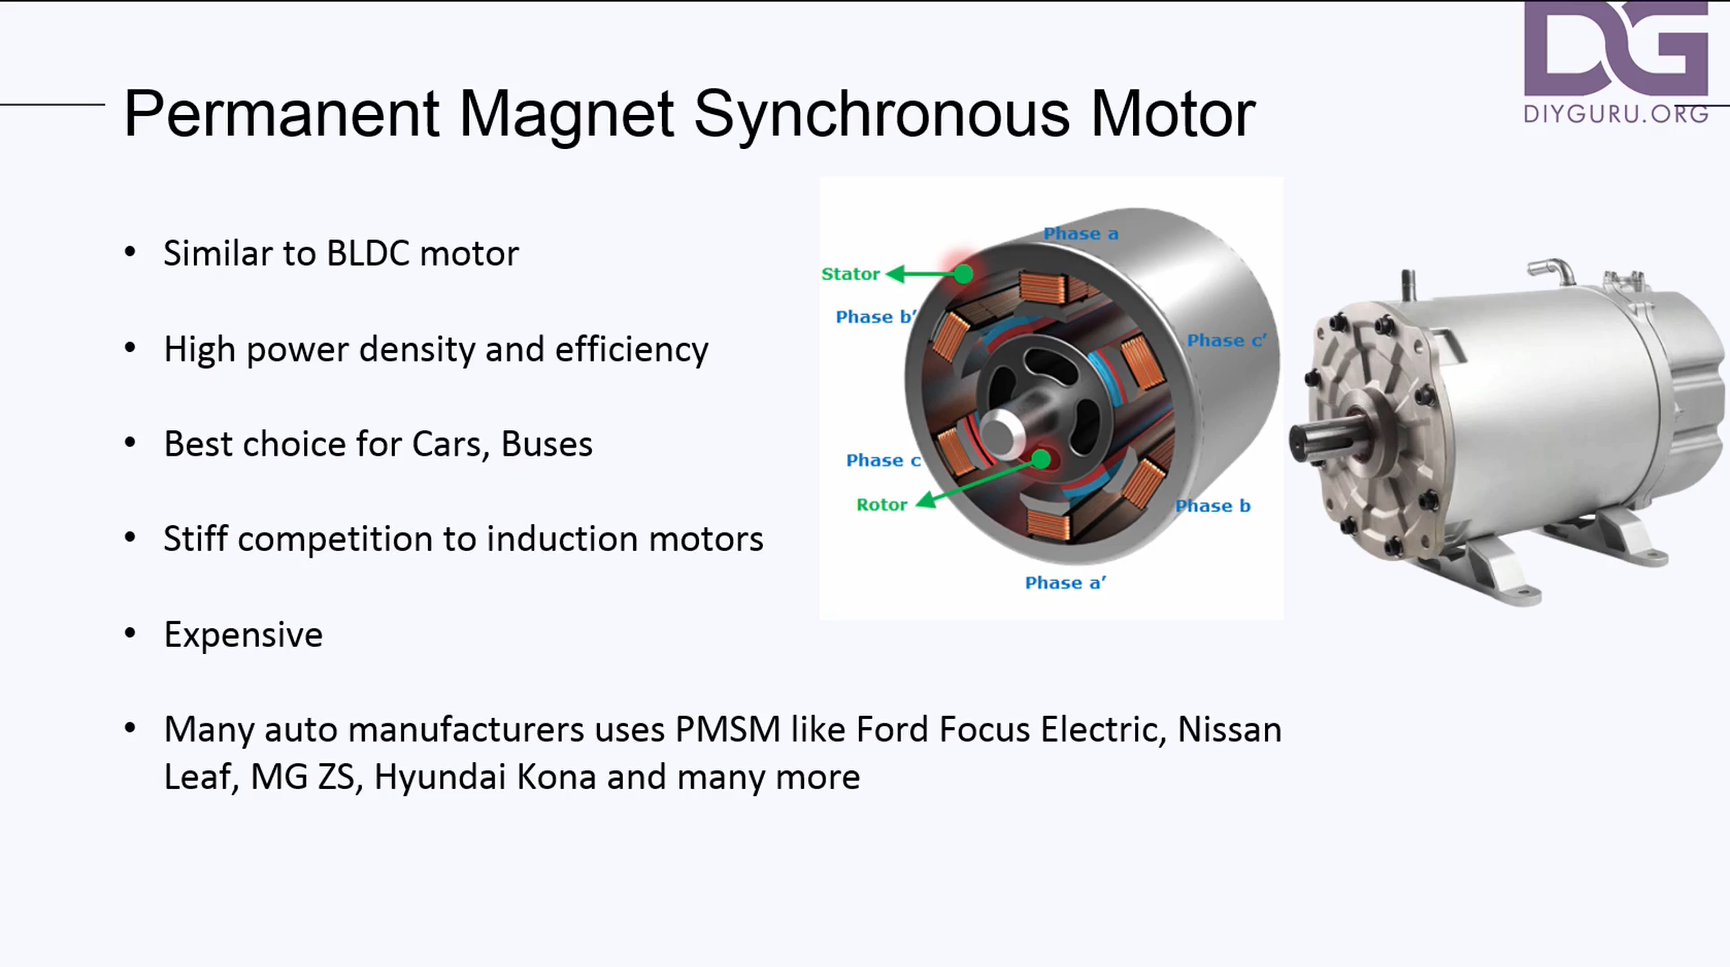 DG
DIYGURU.ORG
Permanent Magnet Synchronous Motor
• Similar to BLDC motor
• High power density and efficiency
• Best choice for Cars, Buses
• Stiff competition to induction motors
• Expensive
• Many auto manufacturers uses PMSM like Ford Focus Electric, Nissan
Leaf, MG ZS, Hyundai Kona and many more
Phase a
Stator
Phase b’
Phase c’
Phase c
Rotor
Phase b
Phase a’